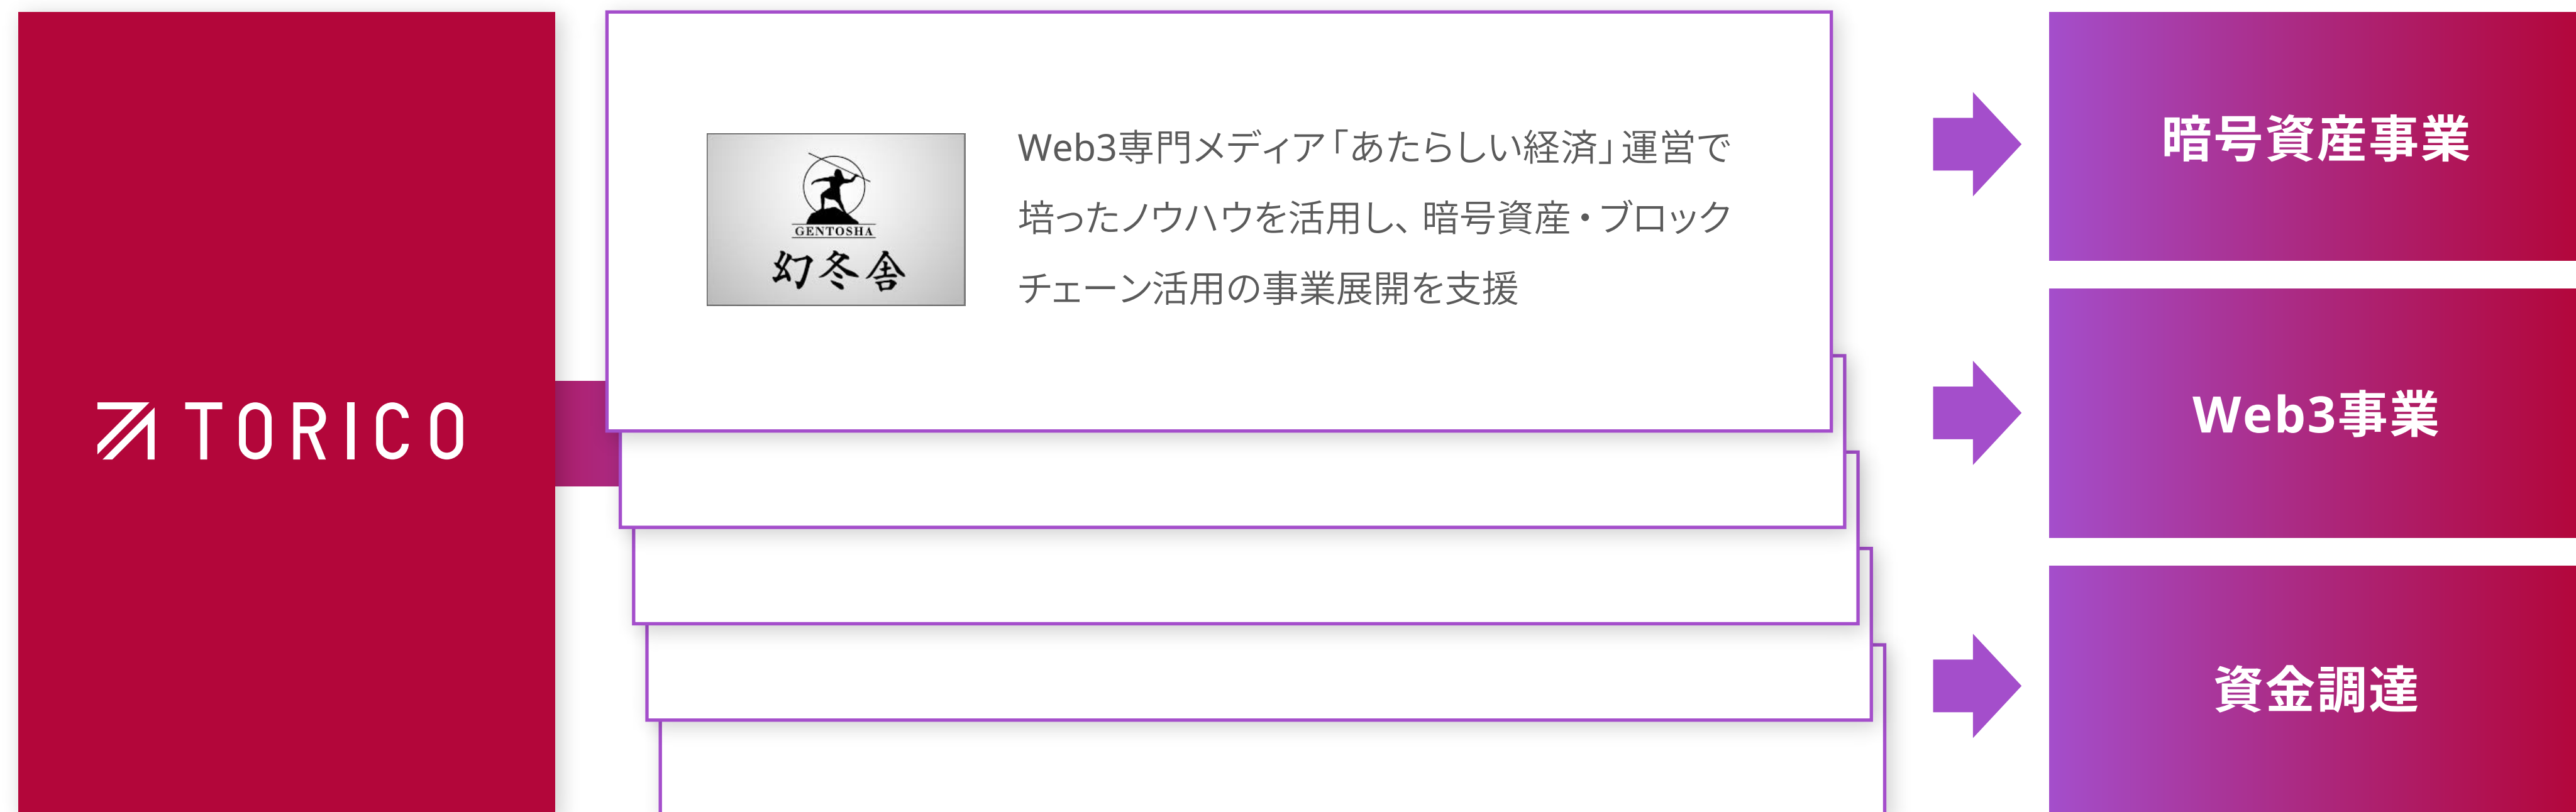 TORICO
GENTOSHA
幻冬舎
Web3専門メディア「あたらしい経済」運営で
培ったノウハウを活用し、暗号資産・ブロック
チェーン活用の事業展開を支援
暗号資産事業
Web3事業
資金調達